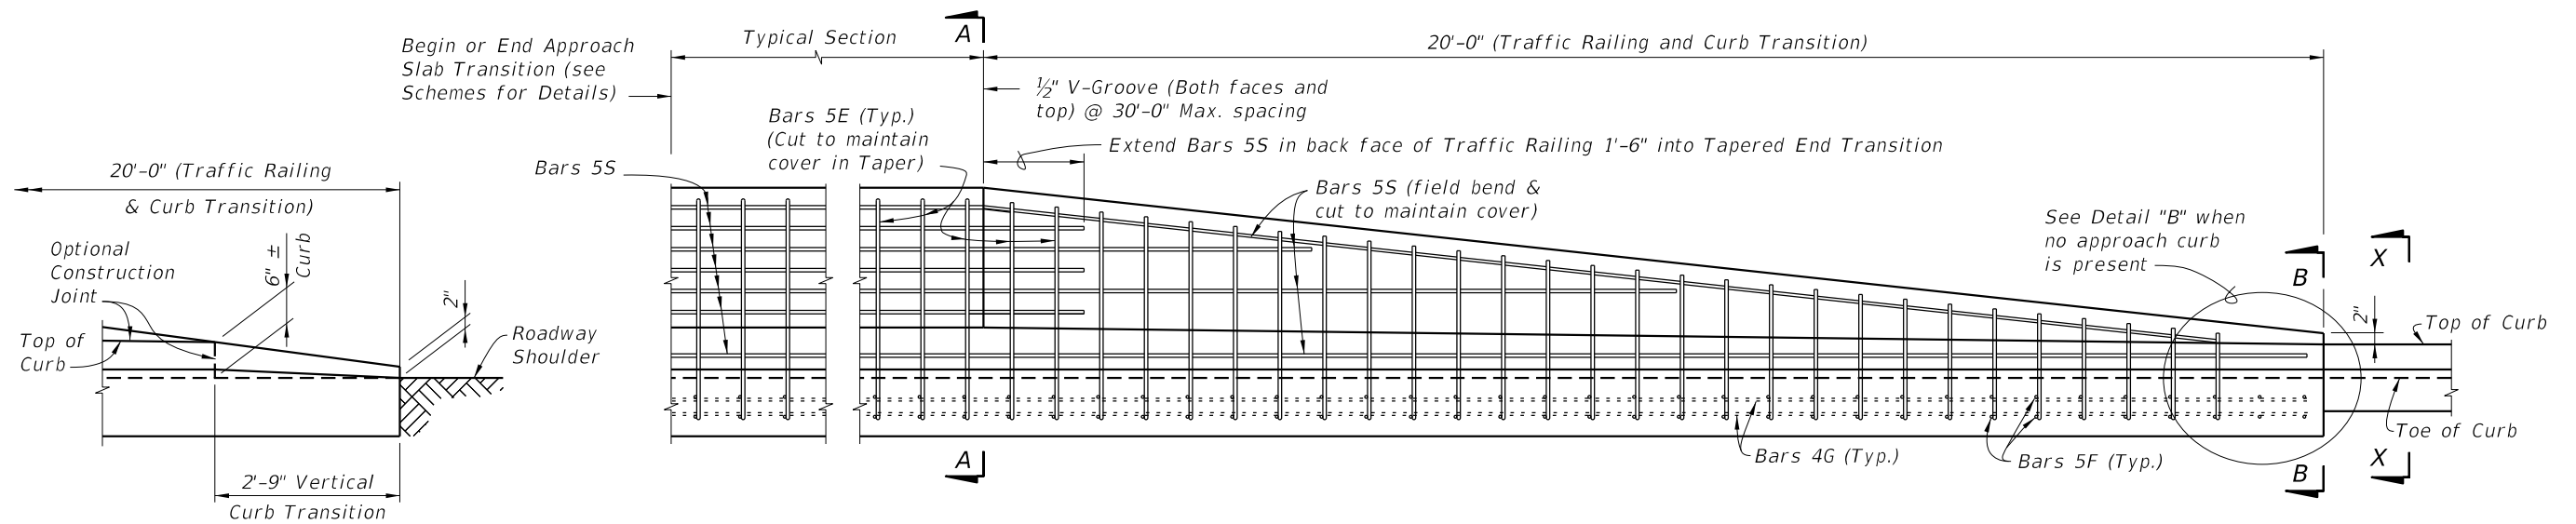 Begin or End Approach
Slab Transition (see
Schemes for Details)
Typical Section
A
20'-0" (Traffic Railing and Curb Transition)
½" V-Groove (Both faces and
top) @ 30'-0" Max. spacing
Bars 5E (Typ.)
(Cut to maintain
cover in Taper)
Extend Bars 5S in back face of Traffic Railing 1'-6" into Tapered End Transition
Bars 5S
Bars 5S (field bend &
cut to maintain cover)
See Detail "B" when
no approach curb
is present
B
X
2"
Top of Curb
Toe of Curb
Bars 4G (Typ.)
Bars 5F (Typ.)
A
B
X
20'-0" (Traffic Railing
& Curb Transition)
Optional
Construction
Joint
6" ±
Curb
2"
Top of
Curb
Roadway
Shoulder
2'-9" Vertical
Curb Transition